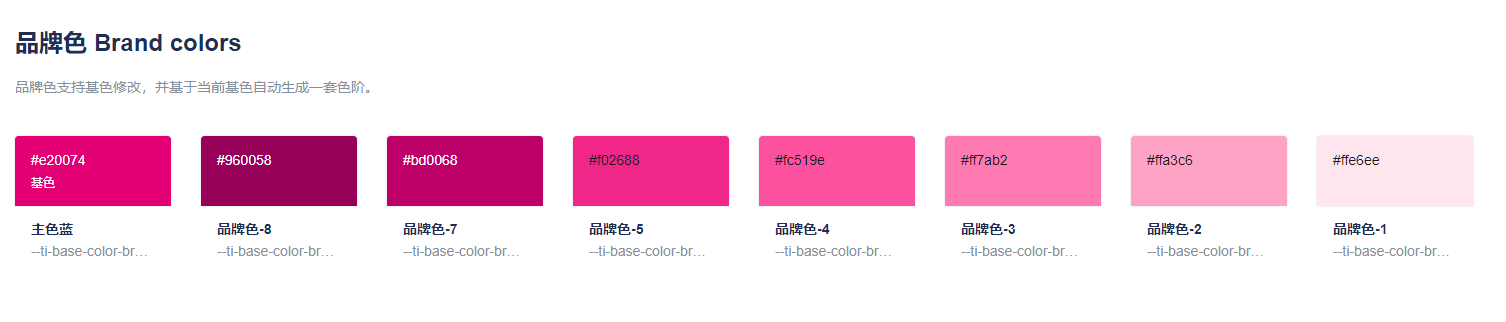 品牌色 Brand colors
品牌色支持基色修改，并基于当前基色自动生成一套色阶。
#e20074
基色
主色蓝
--ti-base-color-br…
#960058
品牌色-8
--ti-base-color-br…
#bd0068
品牌色-7
--ti-base-color-br…
#f02688
品牌色-5
--ti-base-color-br…
#fc519e
品牌色-4
--ti-base-color-br…
#ff7ab2
品牌色-3
--ti-base-color-br…
#ffa3c6
品牌色-2
--ti-base-color-br…
#ffe6ee
品牌色-1
--ti-base-color-br…